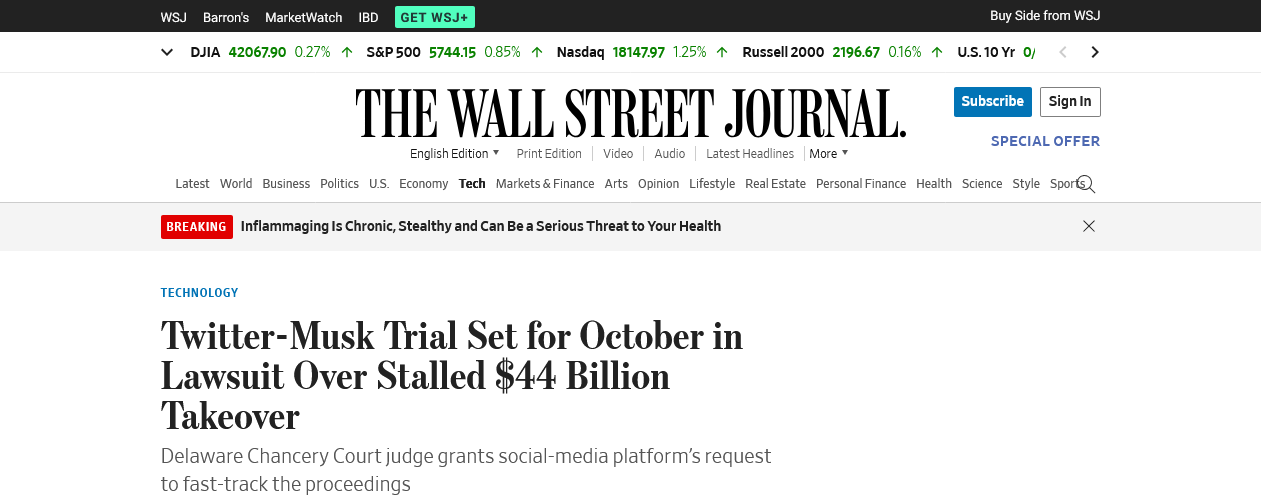 WSJ Barron's MarketWatch IBD GET WSJ+ Buy Side from WSJ
DJIA 42067.90 0.27% S&P 500 5744.15 0.85% Nasdaq 18147.97 1.25% Russell 2000 2196.67 0.16% U.S. 10 Yr 0/
THE WALL STREET JOURNAL.
Subscribe Sign In
SPECIAL OFFER
English Edition Print Edition Video Audio Latest Headlines More
Latest World Business Politics U.S. Economy Tech Markets & Finance Arts Opinion Lifestyle Real Estate Personal Finance Health Science Style Sports
BREAKING Inflammaging Is Chronic, Stealthy and Can Be a Serious Threat to Your Health
TECHNOLOGY
Twitter-Musk Trial Set for October in
Lawsuit Over Stalled $44 Billion
Takeover
Delaware Chancery Court judge grants social-media platform’s request
to fast-track the proceedings